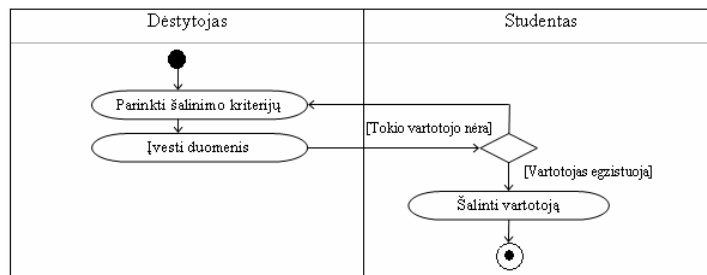 Dėstytojas
Studentas
Parinkti šalinimo kriterijų
Įvesti duomenis
[Tokio vartotojo nėra]
[Vartotojas egzistuoja]
Šalinti vartotoją